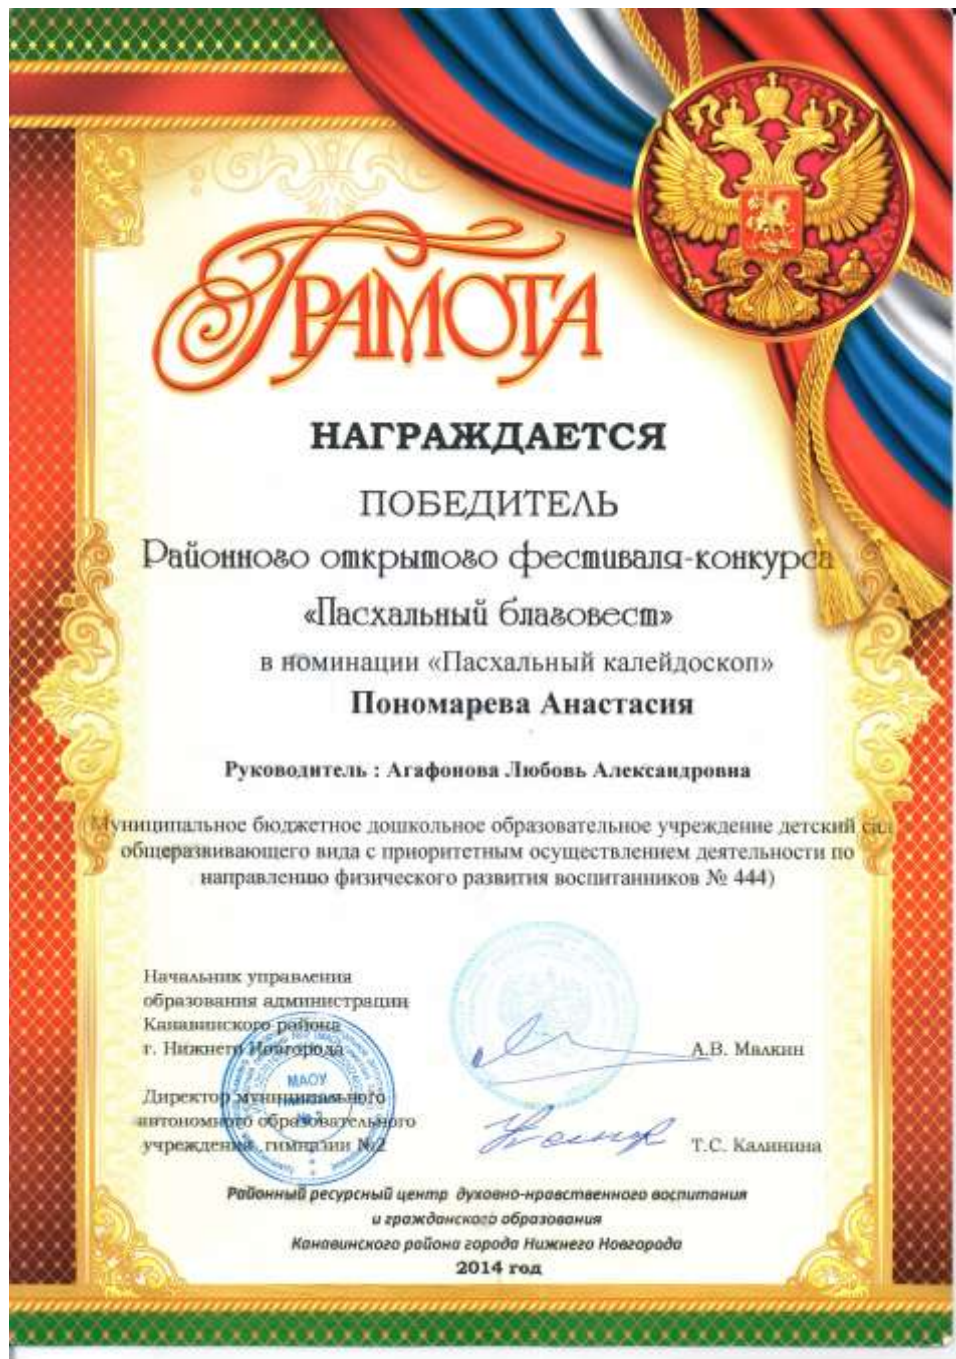 Грамота
НАГРАЖДАЕТСЯ
ПОБЕДИТЕЛЬ
Районного открытого фестиваля-конкурса
«Пасхальный благовест»
в номинации «Пасхальный калейдоскоп»
Пономарева Анастасия
Руководитель : Агафонова Любовь Александровна
Муниципальное бюджетное дошкольное образовательное учреждение детский сад
общеразвивающего вида с приоритетным осуществлением деятельности по
направлению физического развития воспитанников № 444)
Начальник управления
образования администрации
Канавинского района
г. Нижнего Новгорода
А.В. Малкин
МАОУ
Директор муниципального
автономного образовательного
учреждения гимназии №2
Т.С. Калинина
Районный ресурсный центр духовно-нравственного воспитания
и гражданского образования
Канавинского района города Нижнего Новгорода
2014 год